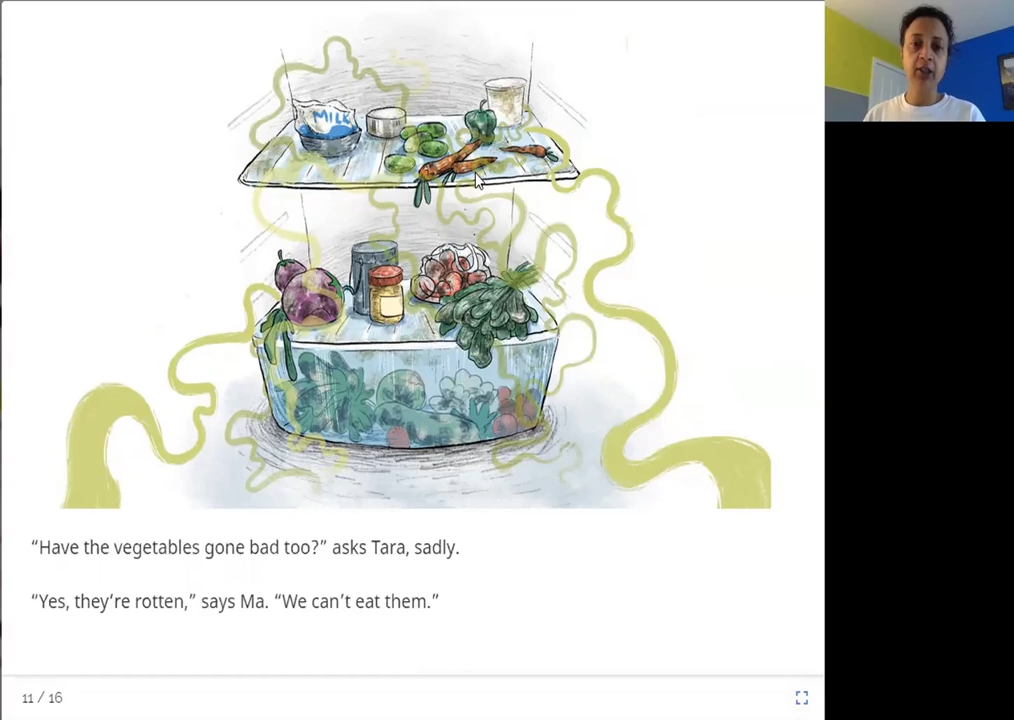 MILK
“Have the vegetables gone bad too?” asks Tara, sadly.
“Yes, they’re rotten,” says Ma. “We can’t eat them.”
11 / 16